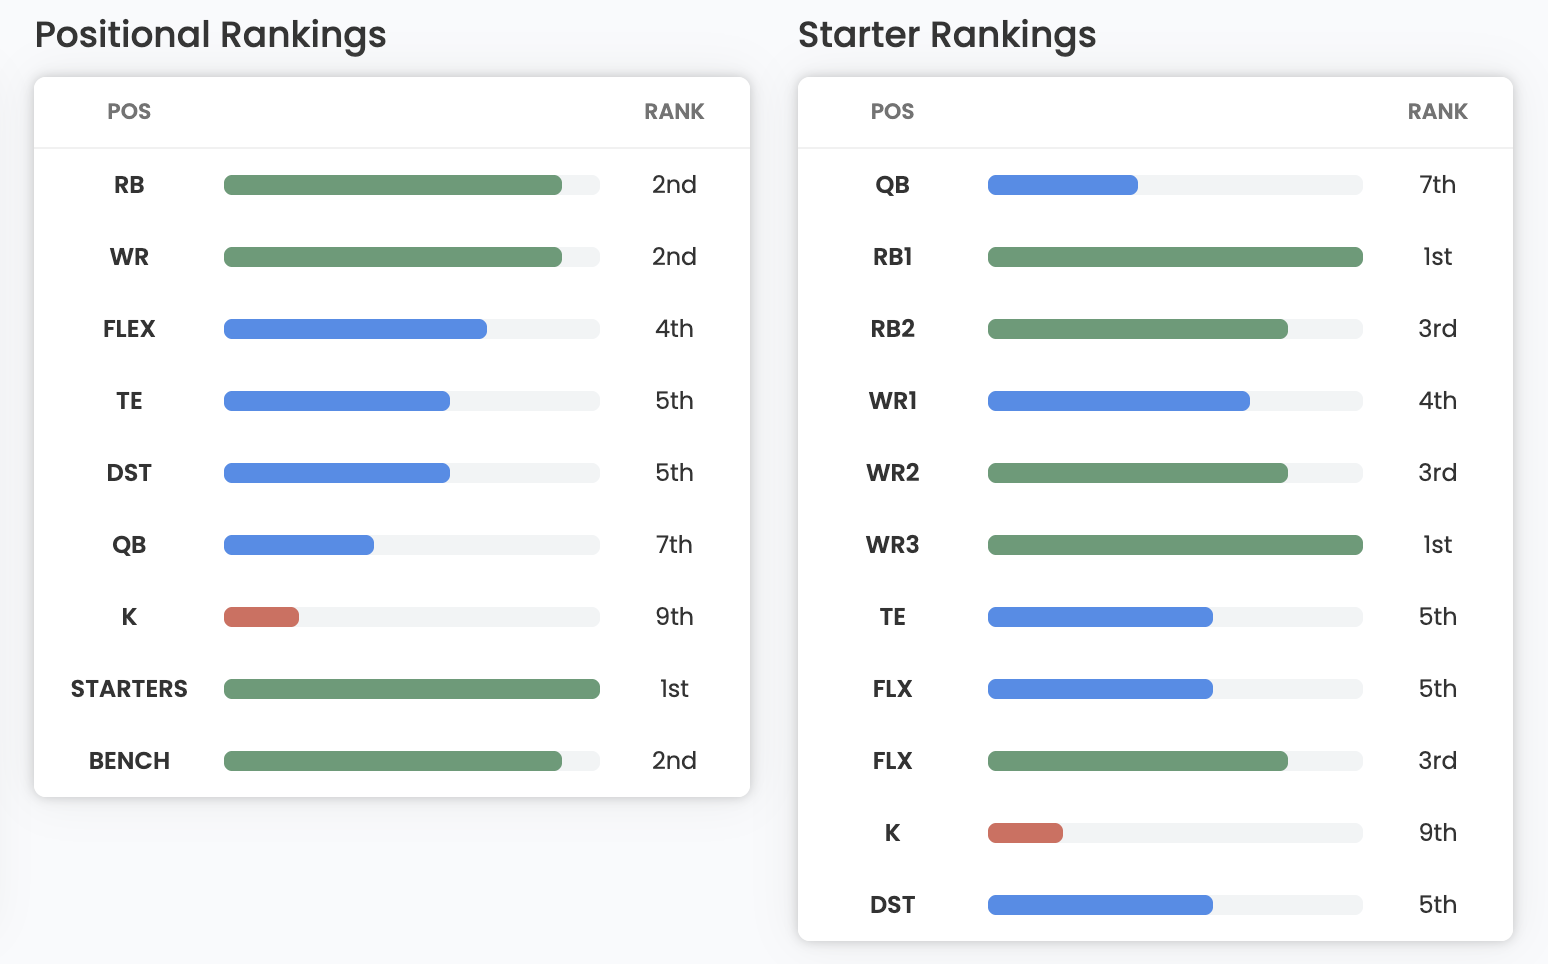 Positional Rankings
POS RANK
RB 2nd
WR 2nd
FLEX 4th
TE 5th
DST 5th
QB 7th
K 9th
STARTERS 1st
BENCH 2nd
Starter Rankings
POS RANK
QB 7th
RB1 1st
RB2 3rd
WR1 4th
WR2 3rd
WR3 1st
TE 5th
FLX 5th
FLX 3rd
K 9th
DST 5th